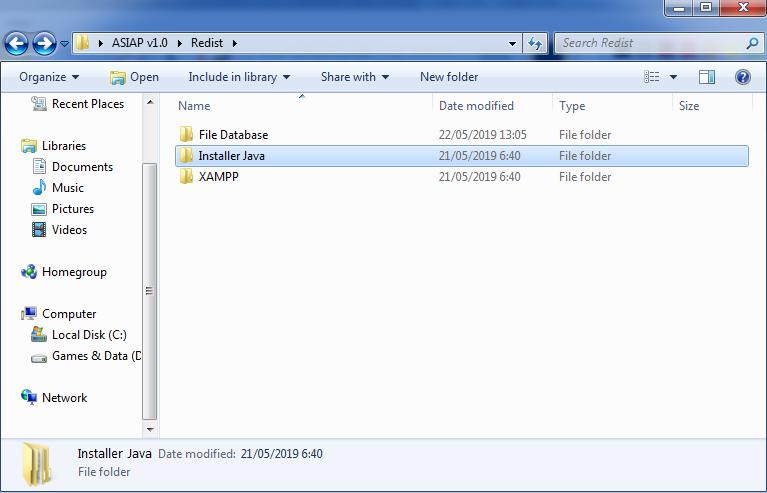 ASIAP v1.0 Redist
Search Redist
Organize Open Include in library Share with New folder
Name Date modified Type Size
Recent Places
Libraries
Documents
Music
Pictures
Videos
Homegroup
Computer
Local Disk (C:)
Games & Data (D
Network
File Database 22/05/2019 13:05 File folder
Installer Java 21/05/2019 6:40 File folder
XAMPP 21/05/2019 6:40 File folder
Installer Java Date modified: 21/05/2019 6:40
File folder